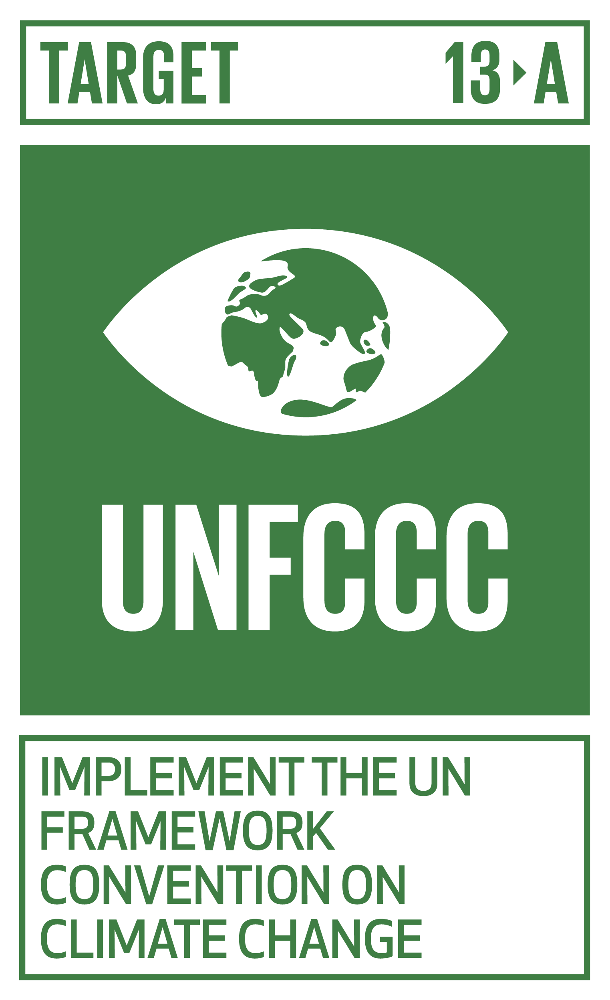 TARGET 13▸A
UNFCCC
IMPLEMENT THE UN
FRAMEWORK
CONVENTION ON
CLIMATE CHANGE